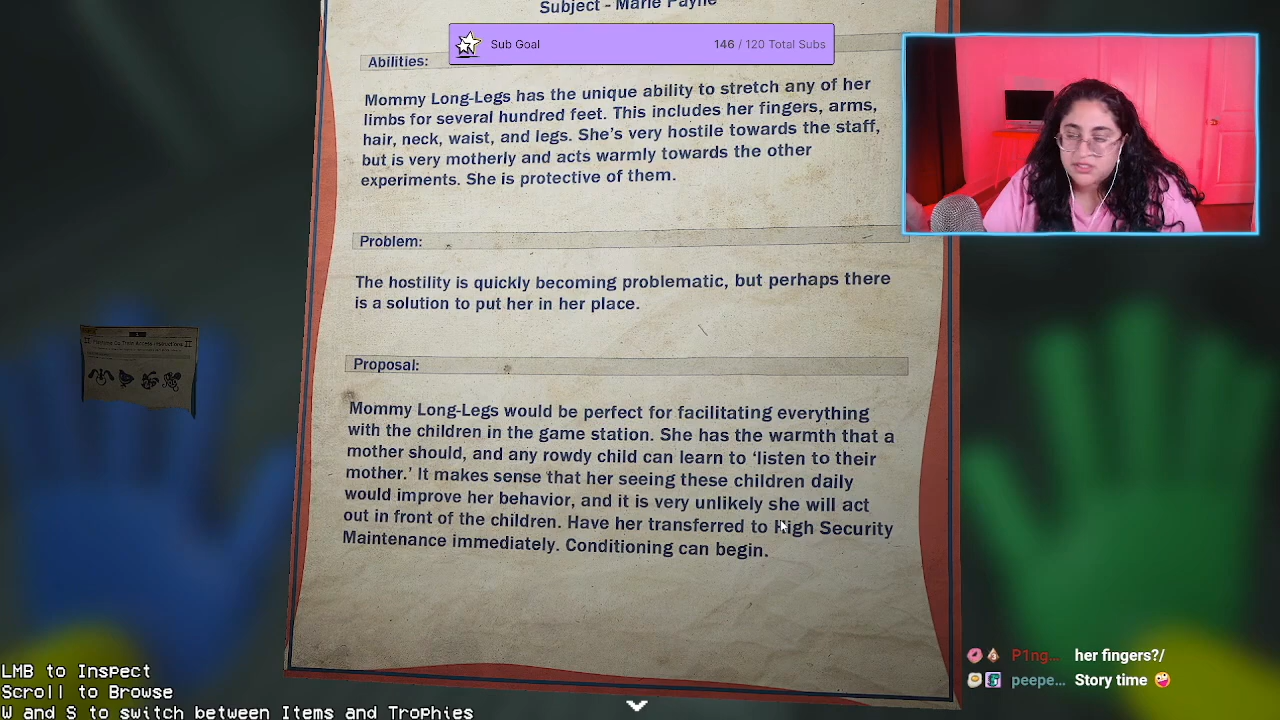 Subject - Marie Payne
Sub Goal
146 / 120 Total Subs
Abilities:
Mommy Long-Legs has the unique ability to stretch any of her
limbs for several hundred feet. This includes her fingers, arms,
hair, neck, waist, and legs. She's very hostile towards the staff,
but is very motherly and acts warmly towards the other
experiments. She is protective of them.
Problem:
The hostility is quickly becoming problematic, but perhaps there
is a solution to put her in her place.
Proposal:
Mommy Long-Legs would be perfect for facilitating everything
with the children in the game station. She has the warmth that a
mother should, and any rowdy child can learn to 'listen to their
mother.' It makes sense that her seeing these children daily
would improve her behavior, and it is very unlikely she will act
out in front of the children. Have her transferred to High Security
Maintenance immediately. Conditioning can begin.
LMB to Inspect
Scroll to Browse
W and S to switch between Items and Trophies
P1ng... her fingers?/
peepe... Story time